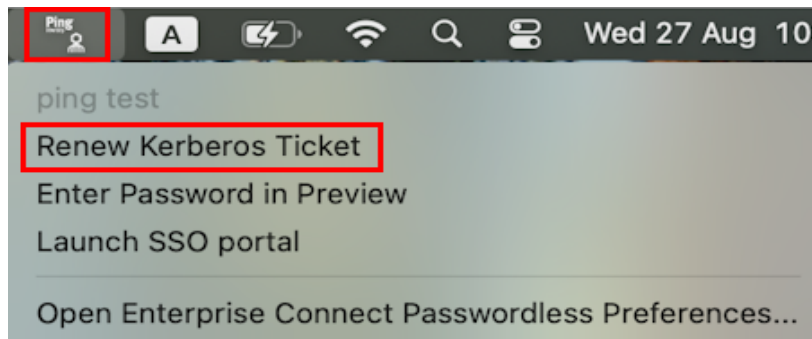 Ping
A
Wed 27 Aug 10
ping test
Renew Kerberos Ticket
Enter Password in Preview
Launch SSO portal
Open Enterprise Connect Passwordless Preferences...